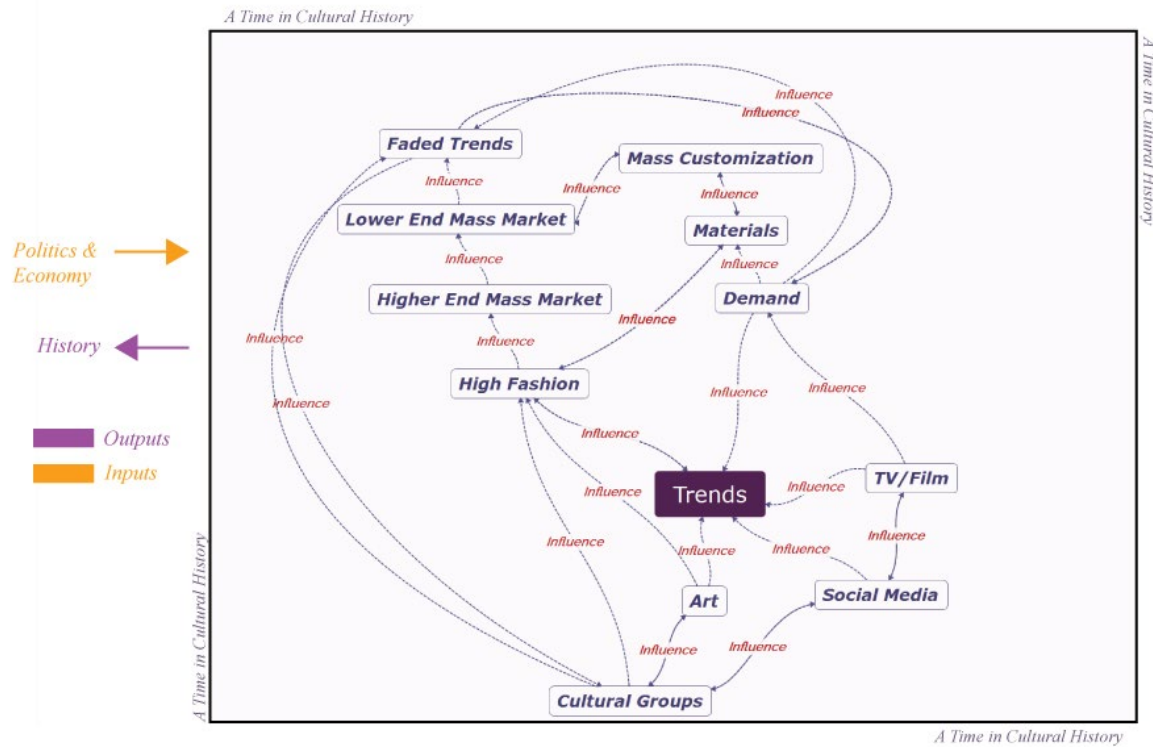 A Time in Cultural History
A Time in Cultural History
Influence
Influence
Faded Trends
Mass Customization
Influence
Influence
Influence
Lower End Mass Market
Materials
Politics &
Economy
Influence
Influence
Higher End Mass Market
Demand
Influence
History
Influence
Influence
High Fashion
Influence
Influence
Influence
Influence
Outputs
Inputs
TV/Film
Trends
Influence
Influence
Influence
Influence
Influence
Influence
Influence
Art
Social Media
A Time in Cultural History
Influence
Influence
Cultural Groups
A Time in Cultural History